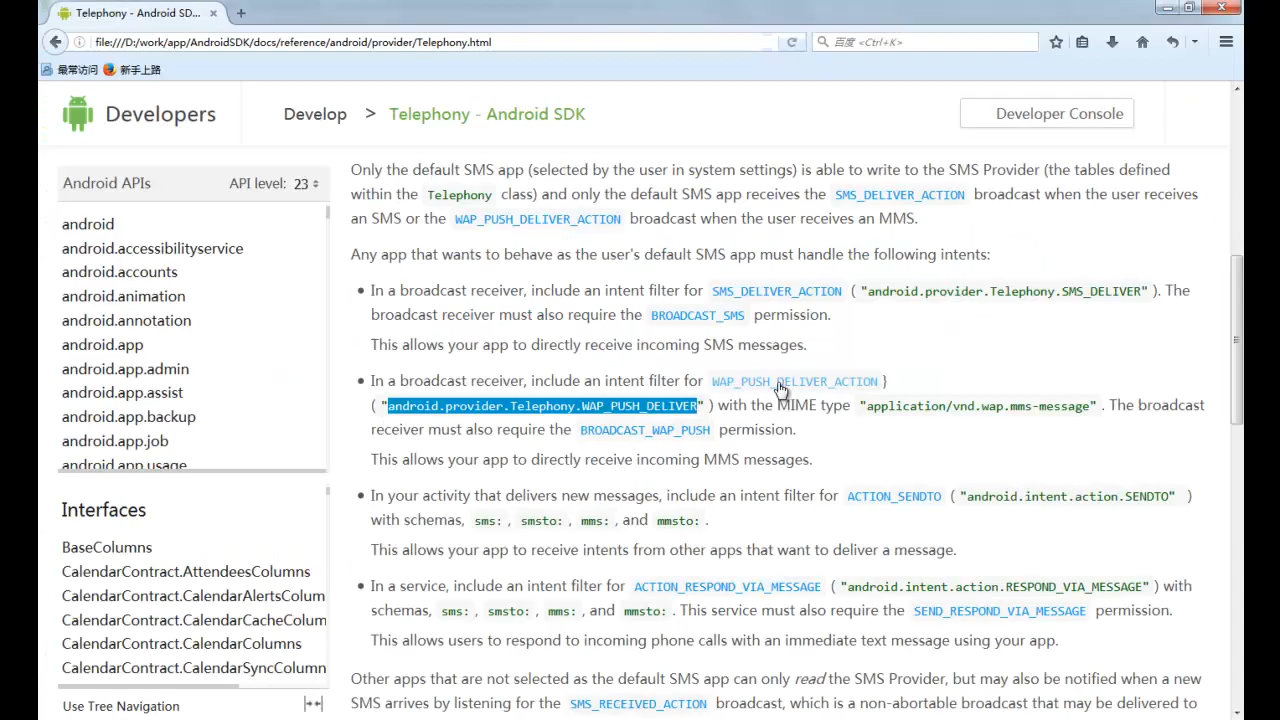 Telephony - Android SD...
file:///D:/work/app/AndroidSDK/docs/reference/android/provider/Telephony.html
百度 <Ctrl+K>
最常访问 新手上路
Developers
Develop > Telephony - Android SDK
Developer Console
Android APIs API level: 23
android
android.accessibilityservice
android.accounts
android.animation
android.annotation
android.app
android.app.admin
android.app.assist
android.app.backup
android.app.job
android.app.usage
Interfaces
BaseColumns
CalendarContract.AttendeesColumns
CalendarContract.CalendarAlertsColum
CalendarContract.CalendarCacheColum
CalendarContract.CalendarColumns
CalendarContract.CalendarSyncColumn
Use Tree Navigation
Only the default SMS app (selected by the user in system settings) is able to write to the SMS Provider (the tables defined
within the Telephony class) and only the default SMS app receives the SMS_DELIVER_ACTION broadcast when the user receives
an SMS or the WAP_PUSH_DELIVER_ACTION broadcast when the user receives an MMS.
Any app that wants to behave as the user's default SMS app must handle the following intents:
• In a broadcast receiver, include an intent filter for SMS_DELIVER_ACTION ("android.provider.Telephony.SMS_DELIVER"). The
broadcast receiver must also require the BROADCAST_SMS permission.
This allows your app to directly receive incoming SMS messages.
• In a broadcast receiver, include an intent filter for WAP_PUSH_DELIVER_ACTION }
("android.provider.Telephony.WAP_PUSH_DELIVER" ) with the MIME type "application/vnd.wap.mms-message" . The broadcast
receiver must also require the BROADCAST_WAP_PUSH permission.
This allows your app to directly receive incoming MMS messages.
• In your activity that delivers new messages, include an intent filter for ACTION_SENDTO ("android.intent.action.SENDTO" )
with schemas, sms: , smsto: , mms: , and mmsto: .
This allows your app to receive intents from other apps that want to deliver a message.
• In a service, include an intent filter for ACTION_RESPOND_VIA_MESSAGE ("android.intent.action.RESPOND_VIA_MESSAGE" ) with
schemas, sms: , smsto: , mms: , and mmsto: . This service must also require the SEND_RESPOND_VIA_MESSAGE permission.
This allows users to respond to incoming phone calls with an immediate text message using your app.
Other apps that are not selected as the default SMS app can only read the SMS Provider, but may also be notified when a new
SMS arrives by listening for the SMS_RECEIVED_ACTION broadcast, which is a non-abortable broadcast that may be delivered to